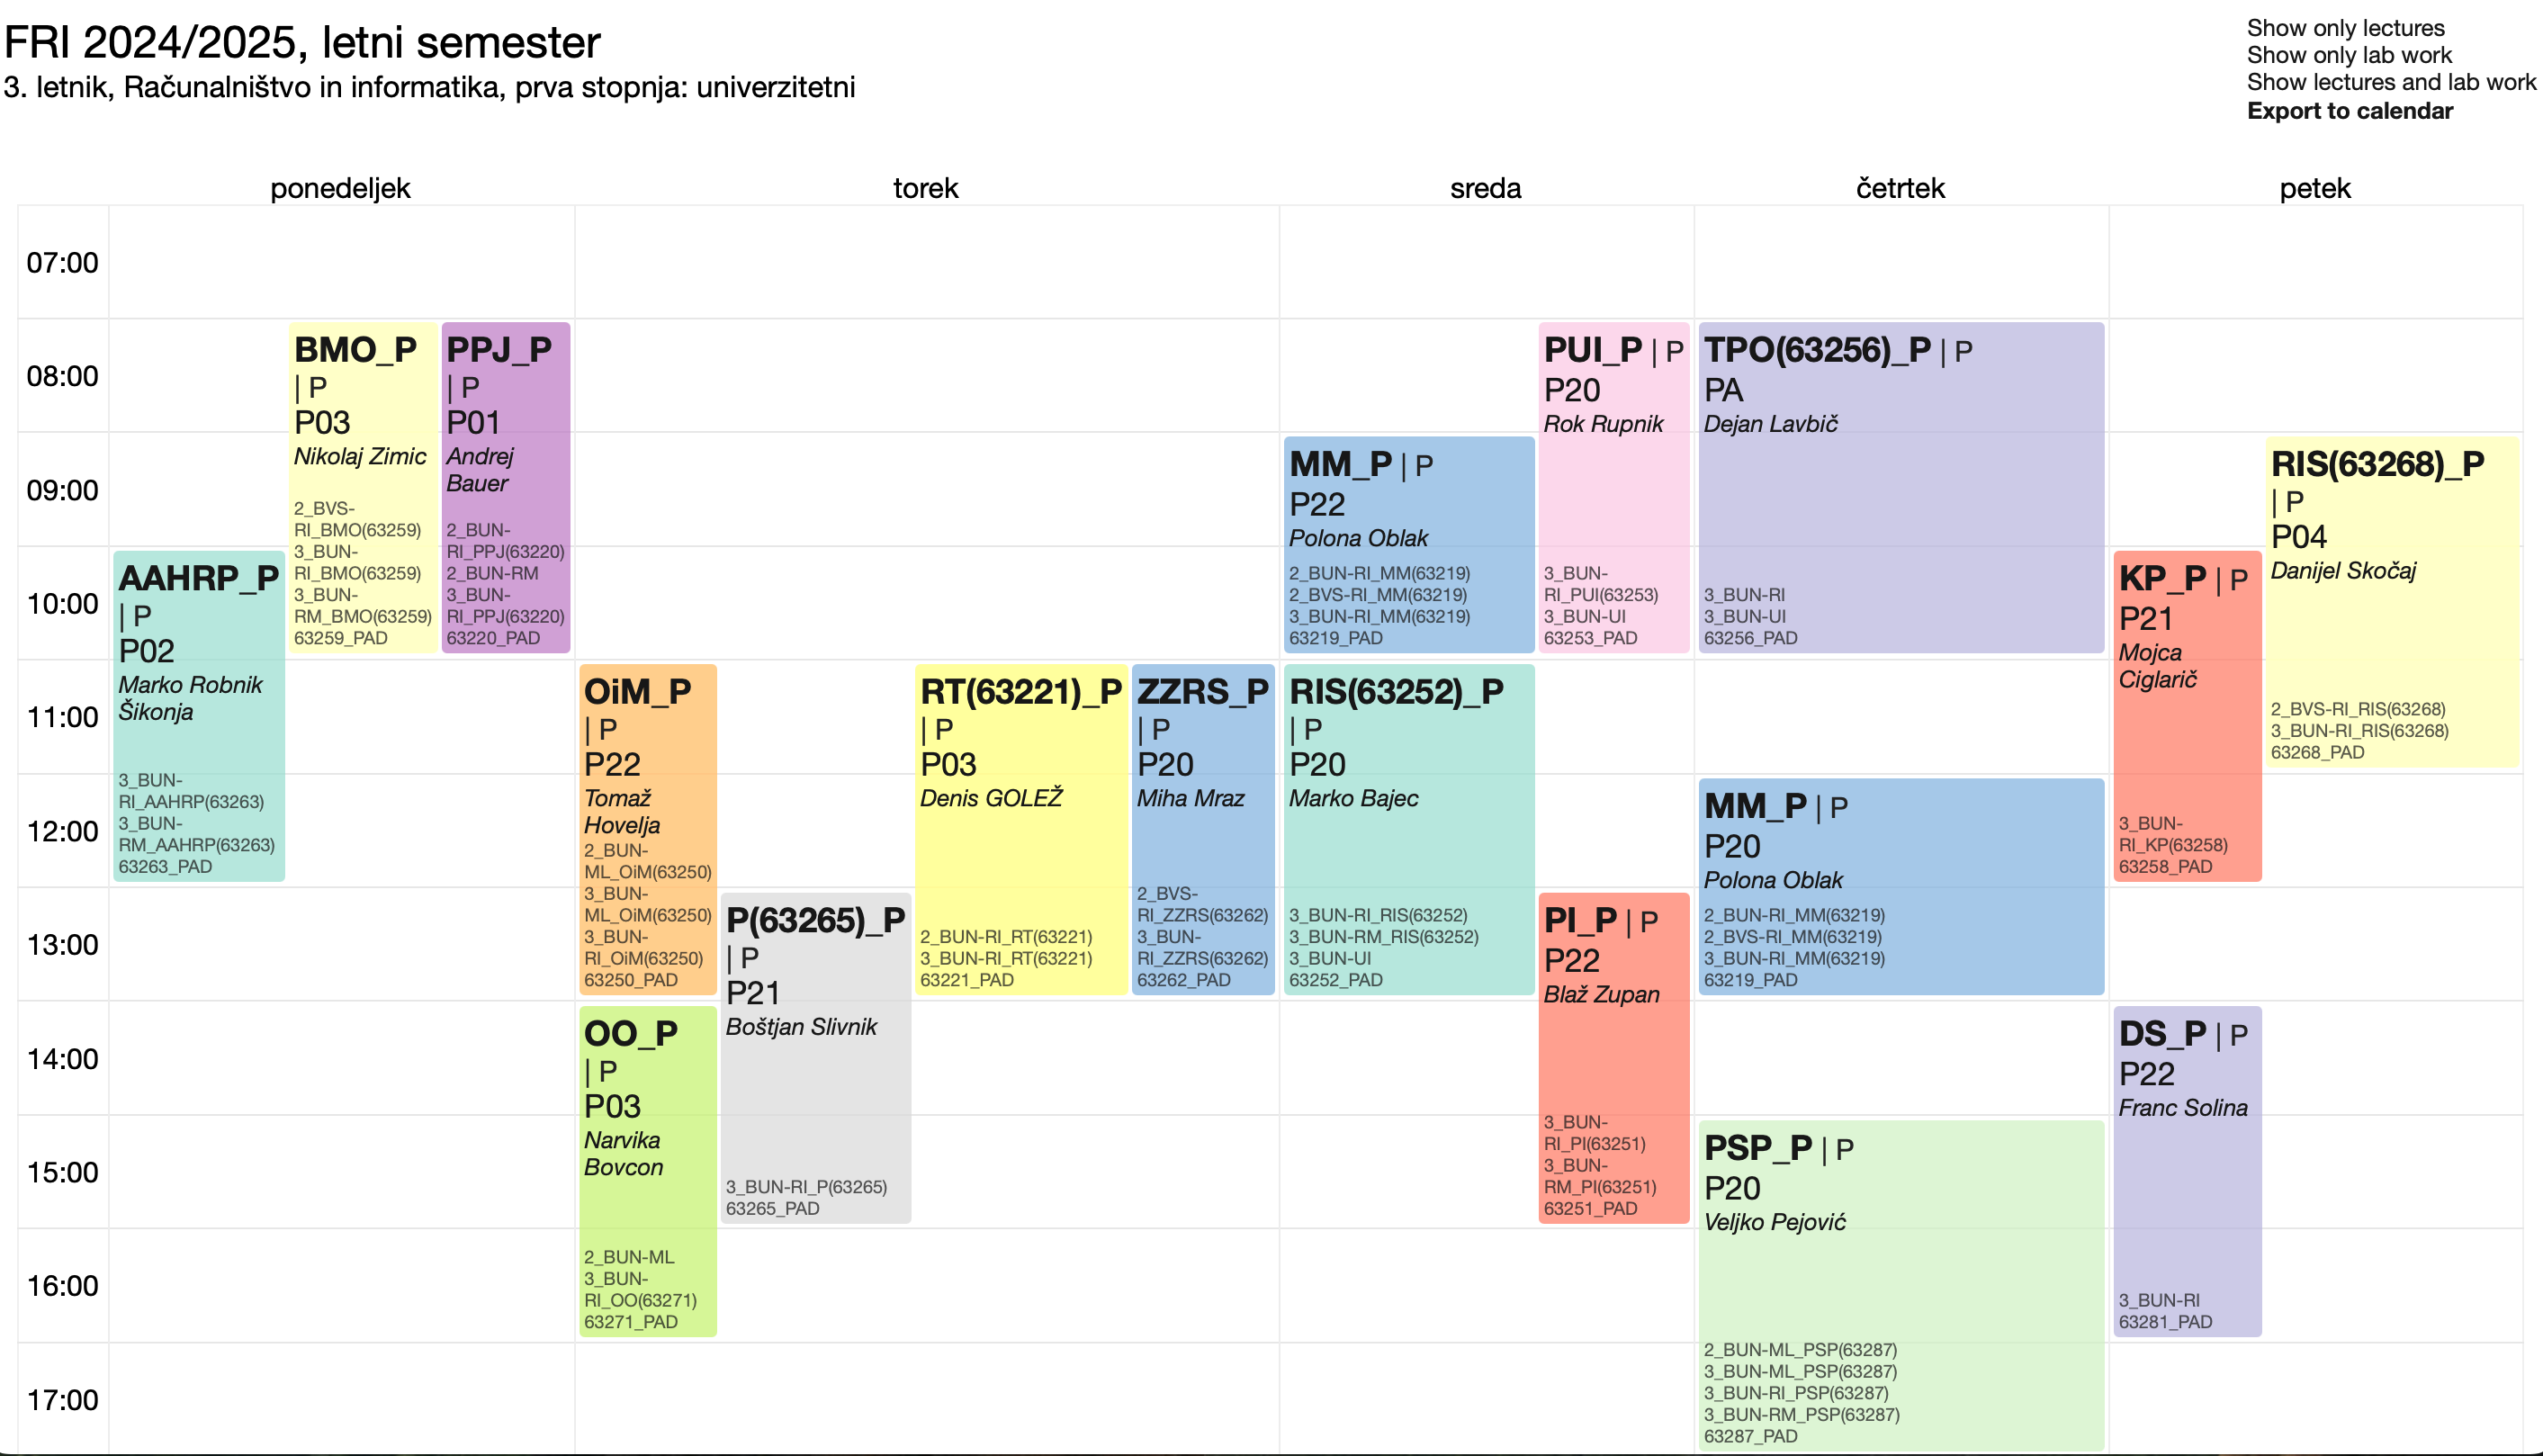 FRI 2024/2025, letni semester
3. letnik, Računalništvo in informatika, prva stopnja: univerzitetni
Show only lectures
Show only lab work
Show lectures and lab work
Export to calendar
ponedeljek
torek
sreda
četrtek
petek
07:00
08:00
09:00
10:00
11:00
12:00
13:00
14:00
15:00
16:00
17:00
AAHRP_P
| P
P02
Marko Robnik
Šikonja
3_BUN-
RI_AAHRP(63263)
3_BUN-
RM_AAHRP(63263)
63263_PAD
BMO_P
| P
P03
Nikolaj Zimic
2_BVS-
RI_BMO(63259)
3_BUN-
RI_BMO(63259)
3_BUN-
RM_BMO(63259)
63259_PAD
PPJ_P
| P
P01
Andrej
Bauer
2_BUN-
RI_PPJ(63220)
2_BUN-RM
3_BUN-
RI_PPJ(63220)
63220_PAD
OiM_P
| P
P22
Tomaž
Hovelja
2_BUN-
ML_OiM(63250)
3_BUN-
ML_OiM(63250)
3_BUN-
RI_OiM(63250)
63250_PAD
OO_P
| P
P03
Narvika
Bovcon
2_BUN-ML
3_BUN-
RI_OO(63271)
63271_PAD
P(63265)_P
| P
P21
Boštjan Slivnik
3_BUN-RI_P(63265)
63265_PAD
RT(63221)_P
| P
P03
Denis GOLEŽ
2_BUN-RI_RT(63221)
3_BUN-RI_RT(63221)
63221_PAD
ZZRS_P
| P
P20
Miha Mraz
2_BVS-
RI_ZZRS(63262)
3_BUN-
RI_ZZRS(63262)
63262_PAD
MM_P | P
P22
Polona Oblak
2_BUN-RI_MM(63219)
2_BVS-RI_MM(63219)
3_BUN-RI_MM(63219)
63219_PAD
RIS(63252)_P
| P
P20
Marko Bajec
3_BUN-RI_RIS(63252)
3_BUN-RM_RIS(63252)
3_BUN-UI
63252_PAD
PUI_P | P
P20
Rok Rupnik
3_BUN-
RI_PUI(63253)
3_BUN-UI
63253_PAD
PI_P | P
P22
Blaž Zupan
3_BUN-
RI_PI(63251)
3_BUN-
RM_PI(63251)
63251_PAD
TPO(63256)_P | P
PA
Dejan Lavbič
3_BUN-RI
3_BUN-UI
63256_PAD
MM_P | P
P20
Polona Oblak
2_BUN-RI_MM(63219)
2_BVS-RI_MM(63219)
3_BUN-RI_MM(63219)
63219_PAD
PSP_P | P
P20
Veljko Pejović
2_BUN-ML_PSP(63287)
3_BUN-ML_PSP(63287)
3_BUN-RI_PSP(63287)
3_BUN-RM_PSP(63287)
63287_PAD
KP_P | P
P21
Mojca
Ciglarič
3_BUN-
RI_KP(63258)
63258_PAD
DS_P | P
P22
Franc Solina
3_BUN-RI
63281_PAD
RIS(63268)_P
| P
P04
Danijel Skočaj
2_BVS-RI_RIS(63268)
3_BUN-RI_RIS(63268)
63268_PAD